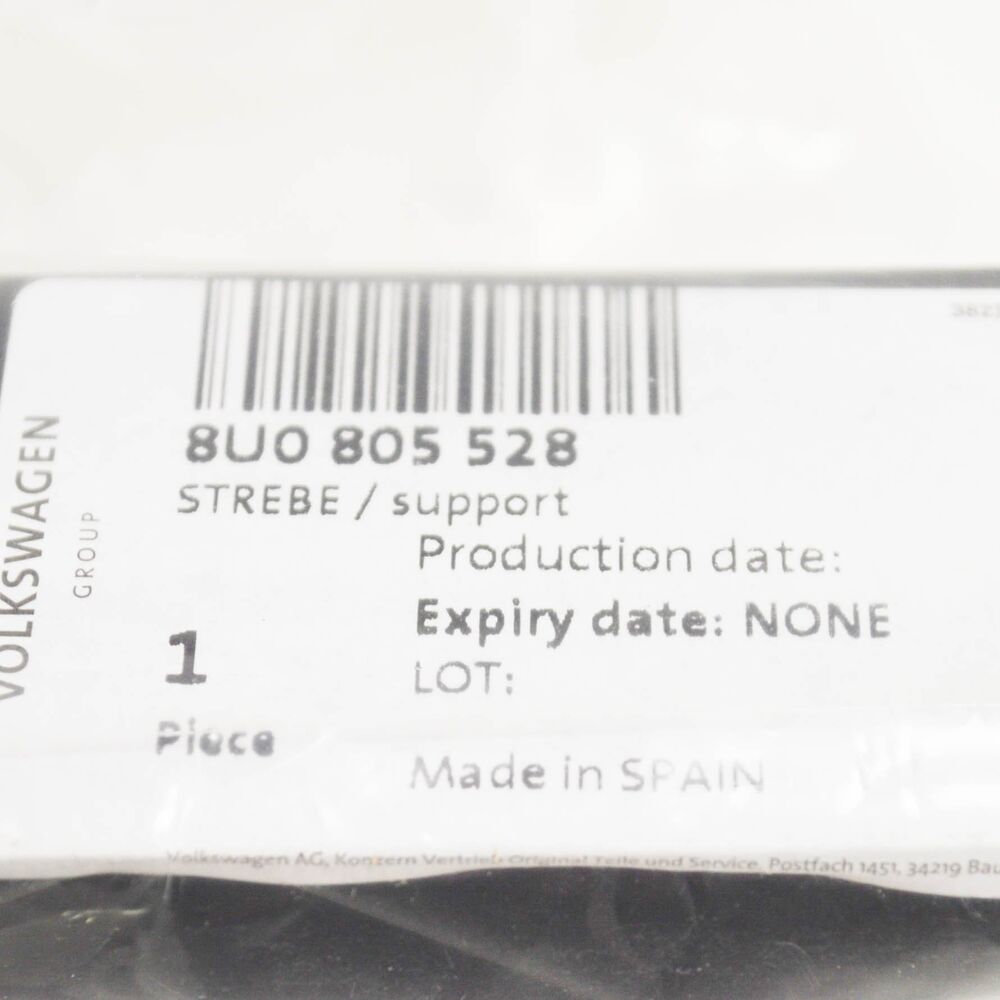 VOLKSWAGEN
GROUP
8U0 805 528
STREBE / support
Production date:
Expiry date: NONE
1
LOT:
Piece
Made in SPAIN
Volkswagen AG, Konzern Vertrieb Original Teile und Service, Postfach 1451, 34219 Bau